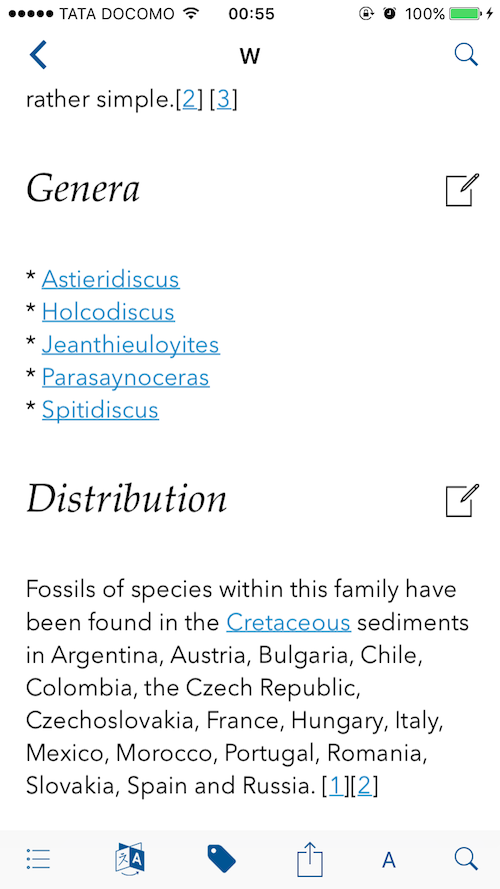 TATA DOCOMO 00:55 100%
W
rather simple.[2] [3]
Genera
* Astieridiscus
* Holcodiscus
* Jeanthieuloyites
* Parasaynoceras
* Spitidiscus
Distribution
Fossils of species within this family have
been found in the Cretaceous sediments
in Argentina, Austria, Bulgaria, Chile,
Colombia, the Czech Republic,
Czechoslovakia, France, Hungary, Italy,
Mexico, Morocco, Portugal, Romania,
Slovakia, Spain and Russia. [1][2]
A A